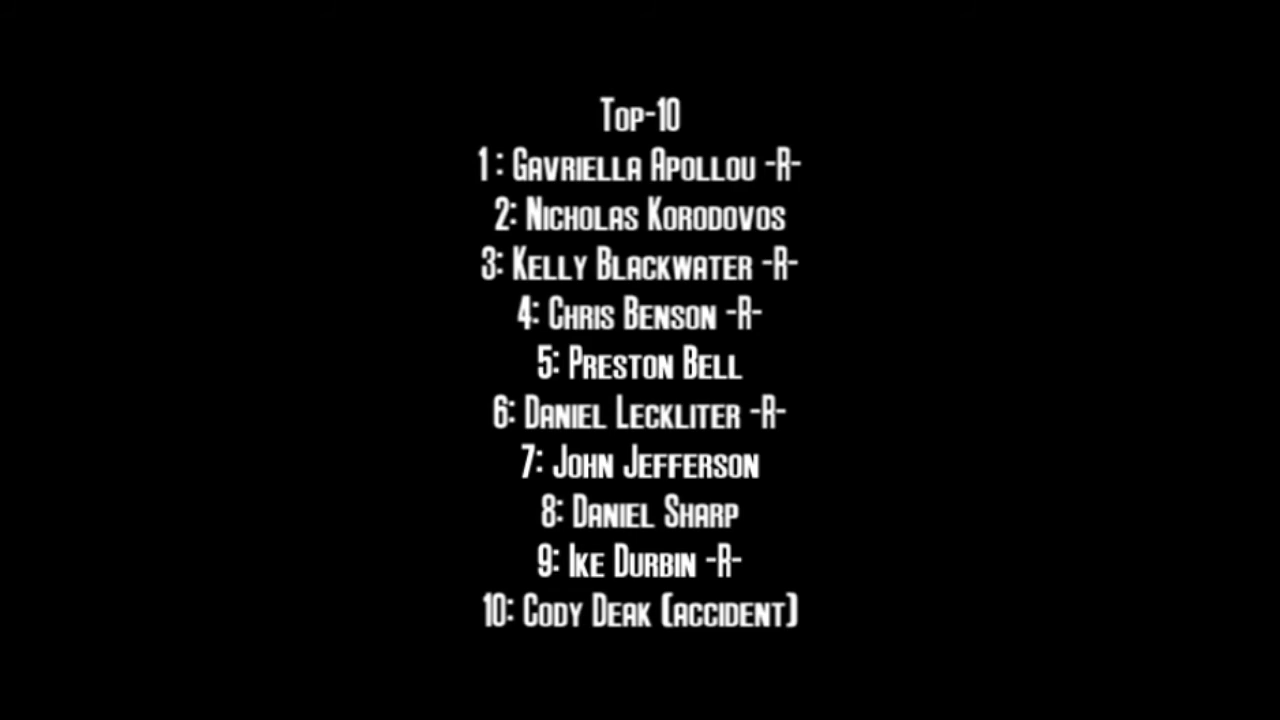 Top-10
1: Gavriella Apollou -R-
2: Nicholas Korodovos
3: Kelly Blackwater -R-
4: Chris Benson -R-
5: Preston Bell
6: Daniel Leckliter -R-
7: John Jefferson
8: Daniel Sharp
9: Ike Durbin -R-
10: Cody Deak (accident)